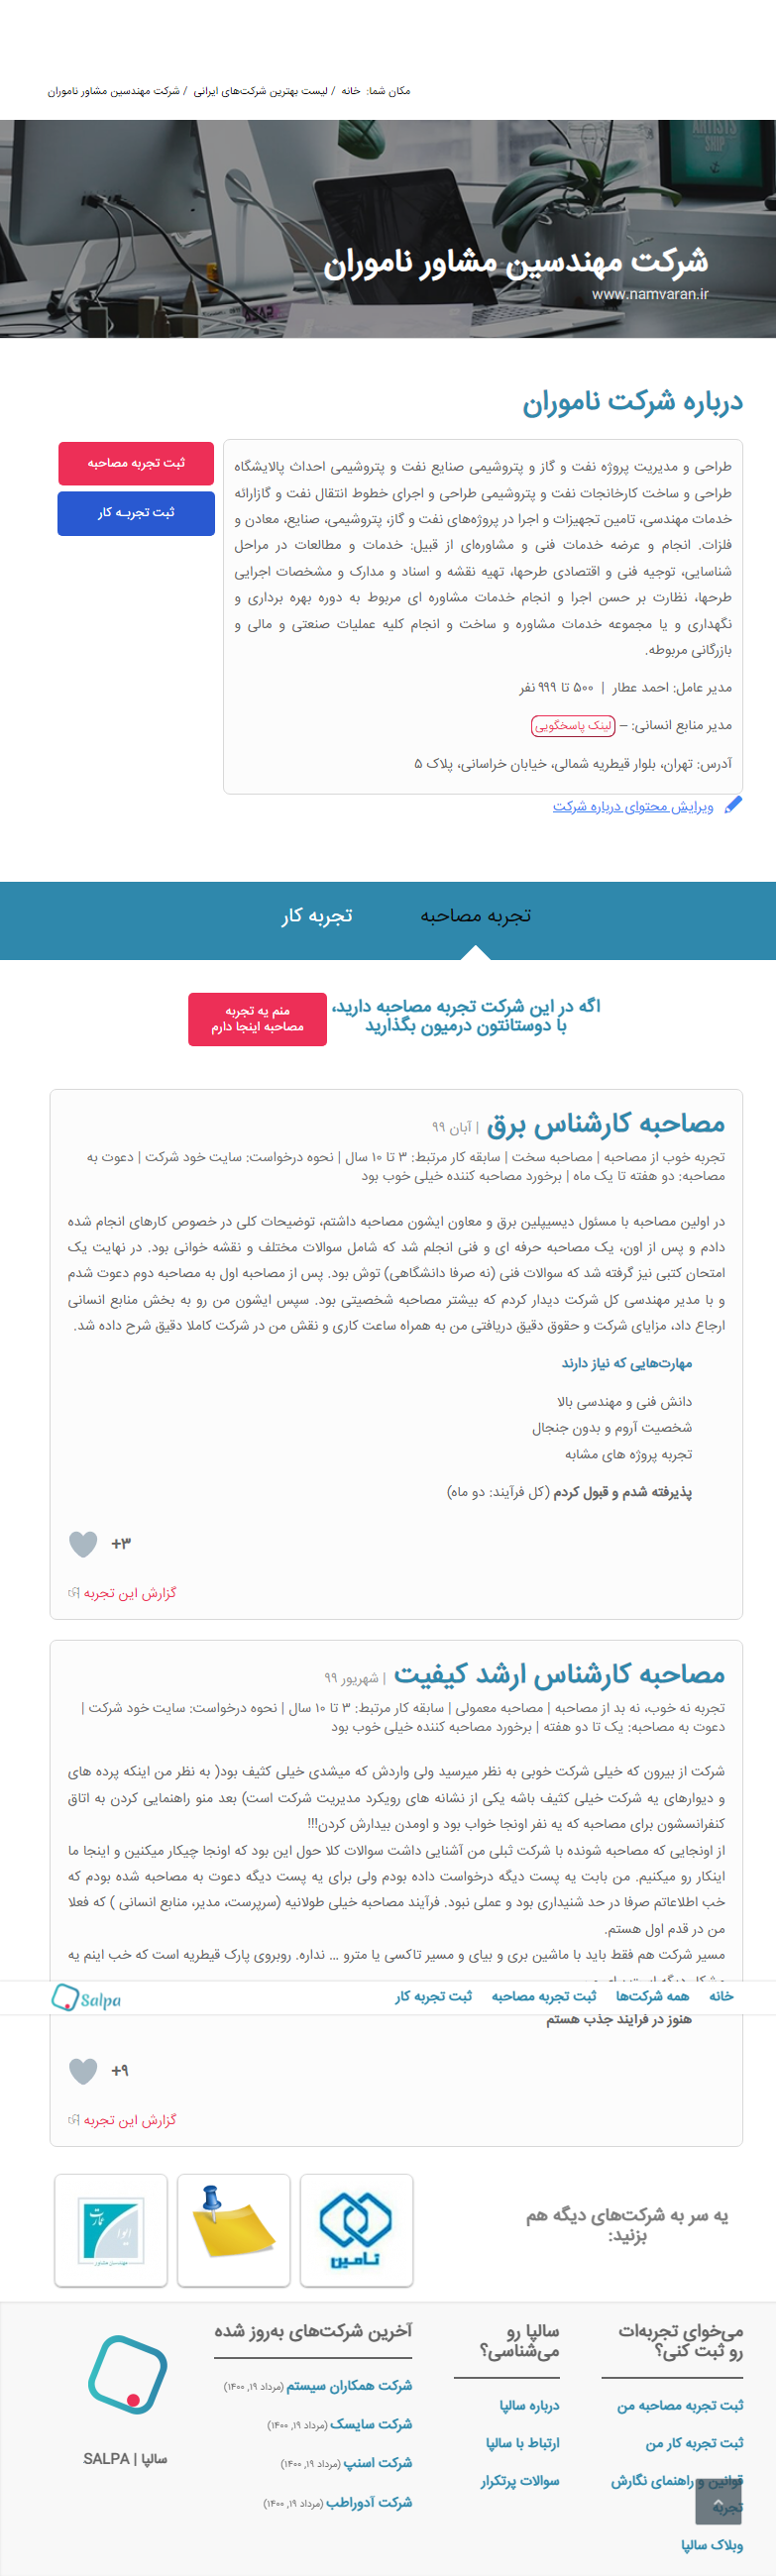 مکان شما: خانه / لیست بهترین شرکت‌های ایرانی / شرکت مهندسین مشاور ناموران
شرکت مهندسین مشاور ناموران
www.namvaran.ir
درباره شرکت ناموران
ثبت تجربه مصاحبه
ثبت تجربـه کار
طراحی و مدیریت پروژه نفت و گاز و پتروشیمی صنایع نفت و پتروشیمی احداث پالایشگاه
طراحی و ساخت کارخانجات نفت و پتروشیمی طراحی و اجرای خطوط انتقال نفت و گازارائه
خدمات مهندسی، تامین تجهیزات و اجرا در پروژه‌های نفت و گاز، پتروشیمی، صنایع، معادن و
فلزات. انجام و عرضه خدمات فنی و مشاوره‌ای از قبیل: خدمات و مطالعات در مراحل
شناسایی، توجیه فنی و اقتصادی طرحها، تهیه نقشه و اسناد و مدارک و مشخصات اجرایی
طرحها، نظارت بر حسن اجرا و انجام خدمات مشاوره ای مربوط به دوره بهره برداری و
نگهداری و یا مجموعه خدمات مشاوره و ساخت و انجام کلیه عملیات صنعتی و مالی و
بازرگانی مربوطه.
مدیر عامل: احمد عطار | ۵۰۰ تا ۹۹۹ نفر
مدیر منابع انسانی: – لینک پاسخگویی
آدرس: تهران، بلوار قیطریه شمالی، خیابان خراسانی، پلاک ۵
ویرایش محتوای درباره شرکت
تجربه مصاحبه
تجربه کار
اگه در این شرکت تجربه مصاحبه دارید،
با دوستانتون درمیون بگذارید
منم یه تجربه
مصاحبه اینجا دارم
مصاحبه کارشناس برق | آبان ۹۹
تجربه خوب از مصاحبه | مصاحبه سخت | سابقه کار مرتبط: ۳ تا ۱۰ سال | نحوه درخواست: سایت خود شرکت | دعوت به
مصاحبه: دو هفته تا یک ماه | برخورد مصاحبه کننده خیلی خوب بود
در اولین مصاحبه با مسئول دیسیپلین برق و معاون ایشون مصاحبه داشتم، توضیحات کلی در خصوص کارهای انجام شده
دادم و پس از اون، یک مصاحبه حرفه ای و فنی انجلم شد که شامل سوالات مختلف و نقشه خوانی بود. در نهایت یک
امتحان کتبی نیز گرفته شد که سوالات فنی (نه صرفا دانشگاهی) توش بود. پس از مصاحبه اول به مصاحبه دوم دعوت شدم
و با مدیر مهندسی کل شرکت دیدار کردم که بیشتر مصاحبه شخصیتی بود. سپس ایشون من رو به بخش منابع انسانی
ارجاع داد، مزایای شرکت و حقوق دقیق دریافتی من به همراه ساعت کاری و نقش من در شرکت کاملا دقیق شرح داده شد.
مهارت‌هایی که نیاز دارند
دانش فنی و مهندسی بالا
شخصیت آروم و بدون جنجال
تجربه پروژه های مشابه
پذیرفته شدم و قبول کردم (کل فرآیند: دو ماه)
+۳
گزارش این تجربه
مصاحبه کارشناس ارشد کیفیت | شهریور ۹۹
تجربه نه خوب، نه بد از مصاحبه | مصاحبه معمولی | سابقه کار مرتبط: ۳ تا ۱۰ سال | نحوه درخواست: سایت خود شرکت |
دعوت به مصاحبه: یک تا دو هفته | برخورد مصاحبه کننده خیلی خوب بود
شرکت از بیرون که خیلی شرکت خوبی به نظر میرسید ولی واردش که میشدی خیلی کثیف بود( به نظر من اینکه پرده های
و دیوارهای یه شرکت خیلی کثیف باشه یکی از نشانه های رویکرد مدیریت شرکت است) بعد منو راهنمایی کردن به اتاق
کنفرانسشون برای مصاحبه که یه نفر اونجا خواب بود و اومدن بیدارش کردن!!!
از اونجایی که مصاحبه شونده با شرکت ثبلی من آشنایی داشت سوالات کلا حول این بود که اونجا چیکار میکنین و اینجا ما
اینکار رو میکنیم. من بابت یه پست دیگه درخواست داده بودم ولی برای یه پست دیگه دعوت به مصاحبه شده بودم که
خب اطلاعاتم صرفا در حد شنیداری بود و عملی نبود. فرآیند مصاحبه خیلی طولانیه (سرپرست، مدیر، منابع انسانی ) که فعلا
من در قدم اول هستم.
مسیر شرکت هم فقط باید با ماشین بری و بیای و مسیر تاکسی یا مترو ... نداره. روبروی پارک قیطریه است که خب اینم یه
خانه
همه شرکت‌ها
ثبت تجربه مصاحبه
ثبت تجربه کار
Salpa
هنوز در فرآیند جذب هستم
+۹
گزارش این تجربه
یه سر به شرکت‌های دیگه هم
بزنید:
تامین
مهندسان مشاور
می‌خوای تجربه‌ات
رو ثبت کنی؟
ثبت تجربه مصاحبه من
ثبت تجربه کار من
قوانین و راهنمای نگارش
تجربه
وبلاگ سالپا
سالپا رو
می‌شناسی؟
درباره سالپا
ارتباط با سالپا
سوالات پرتکرار
آخرین شرکت‌های به‌روز شده
شرکت همکاران سیستم (مرداد ۱۹, ۱۴۰۰)
شرکت سایسک (مرداد ۱۹, ۱۴۰۰)
شرکت اسنپ (مرداد ۱۹, ۱۴۰۰)
شرکت آدوراطب (مرداد ۱۹, ۱۴۰۰)
سالپا | SALPA